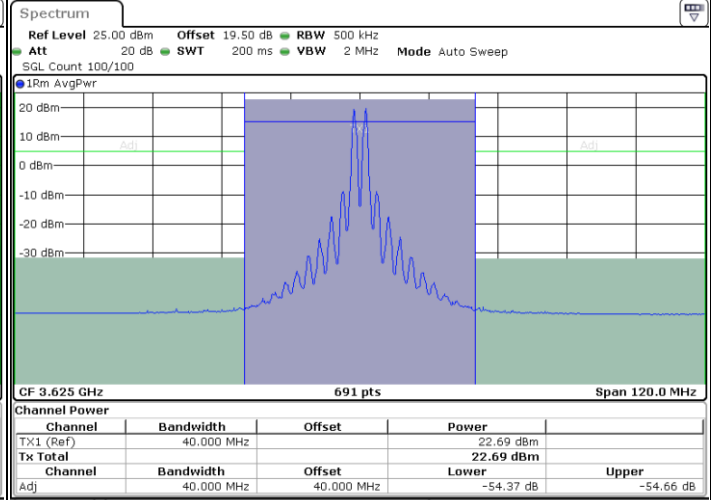 Spectrum
Ref Level 25.00 dBm Offset 19.50 dB RBW 500 kHz
Att 20 dB SWT 200 ms VBW 2 MHz Mode Auto Sweep
SGL Count 100/100
1Rm AvgPwr
20 dBm
10 dBm
Adj Adj
0 dBm
-10 dBm
-20 dBm
-30 dBm
CF 3.625 GHz 691 pts Span 120.0 MHz
Channel Power
Channel Bandwidth Offset Power
TX1 (Ref) 40.000 MHz 22.69 dBm
Tx Total 22.69 dBm
Channel Bandwidth Offset Lower Upper
Adj 40.000 MHz 40.000 MHz -54.37 dB -54.66 dB